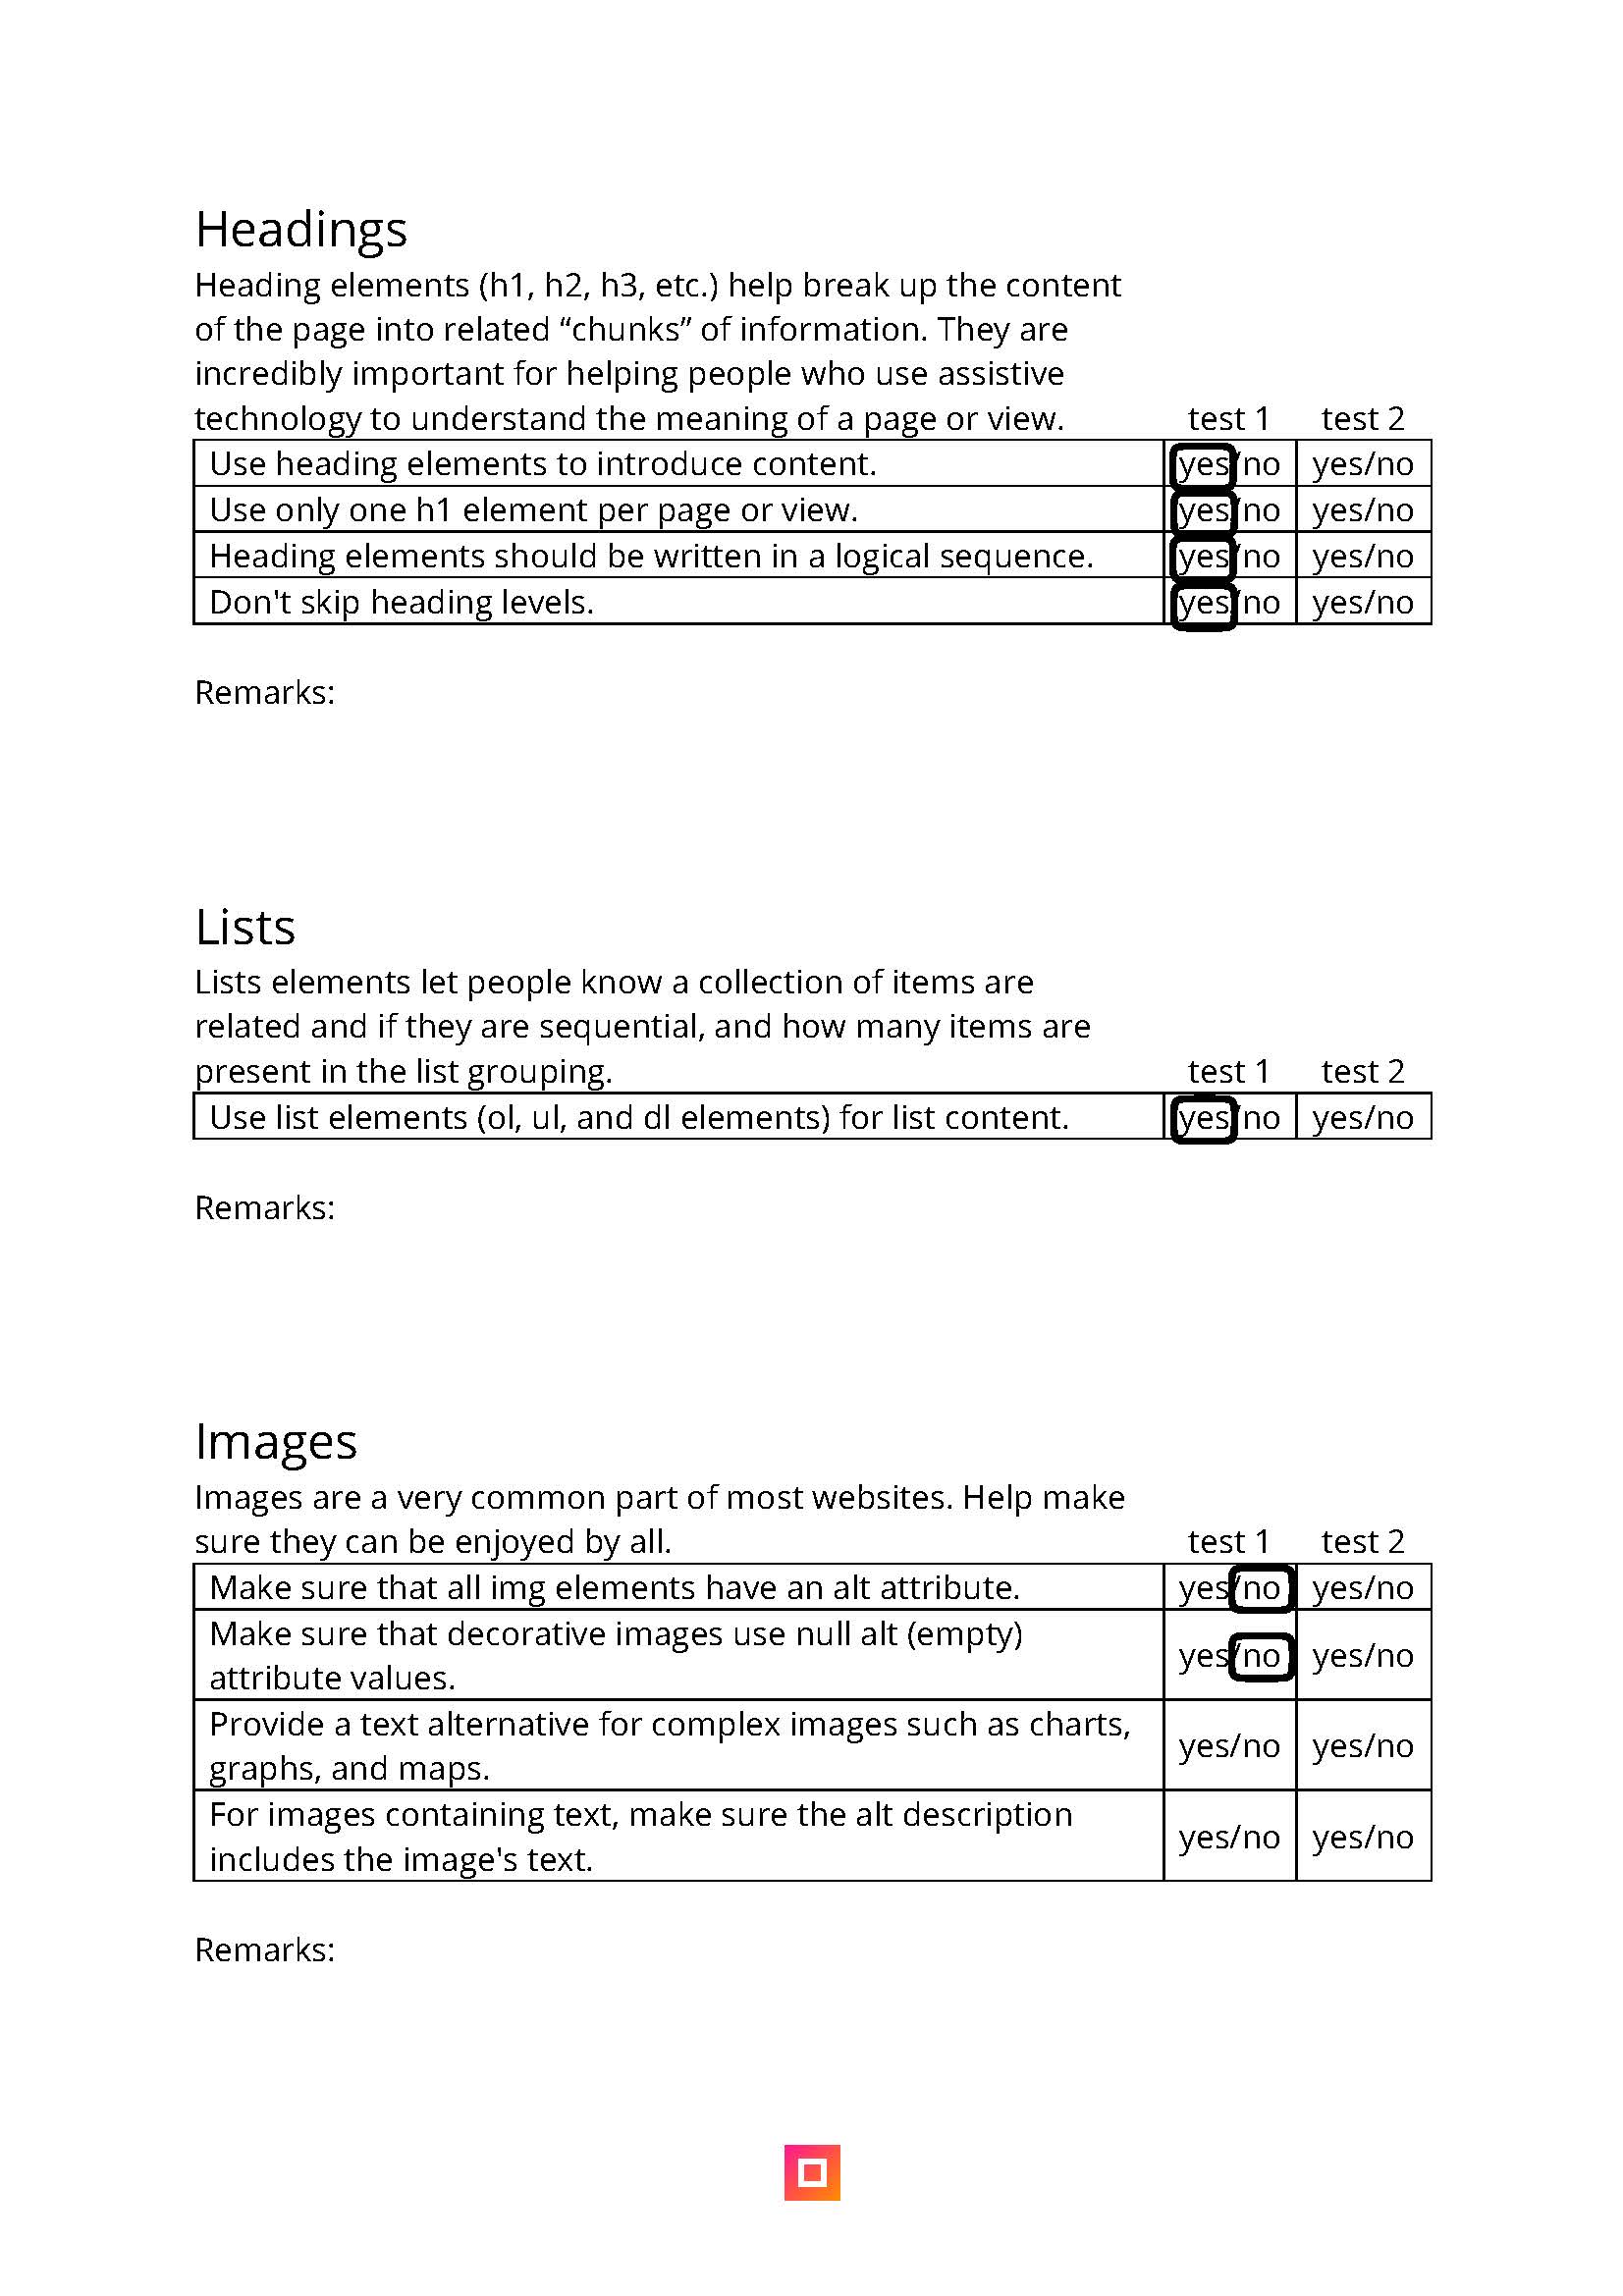 Headings
Heading elements (h1, h2, h3, etc.) help break up the content
of the page into related “chunks” of information. They are
incredibly important for helping people who use assistive
technology to understand the meaning of a page or view. test 1 test 2
Use heading elements to introduce content. yes/no yes/no
Use only one h1 element per page or view. yes/no yes/no
Heading elements should be written in a logical sequence. yes/no yes/no
Don't skip heading levels. yes/no yes/no
Remarks:
Lists
Lists elements let people know a collection of items are
related and if they are sequential, and how many items are
present in the list grouping. test 1 test 2
Use list elements (ol, ul, and dl elements) for list content. yes/no yes/no
Remarks:
Images
Images are a very common part of most websites. Help make
sure they can be enjoyed by all. test 1 test 2
Make sure that all img elements have an alt attribute. yes/no yes/no
Make sure that decorative images use null alt (empty)
attribute values. yes/no yes/no
Provide a text alternative for complex images such as charts,
graphs, and maps. yes/no yes/no
For images containing text, make sure the alt description
includes the image's text. yes/no yes/no
Remarks: